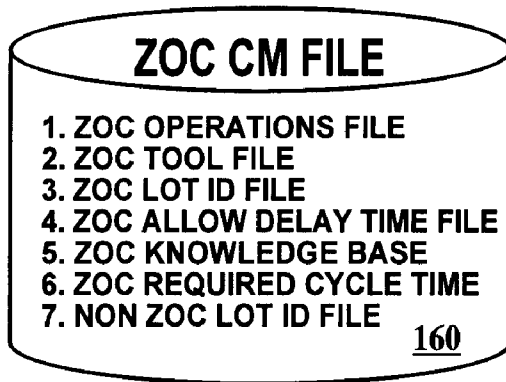 ZOC CM FILE
1. ZOC OPERATIONS FILE
2. ZOC TOOL FILE
3. ZOC LOT ID FILE
4. ZOC ALLOW DELAY TIME FILE
5. ZOC KNOWLEDGE BASE
6. ZOC REQUIRED CYCLE TIME
7. NON ZOC LOT ID FILE
160